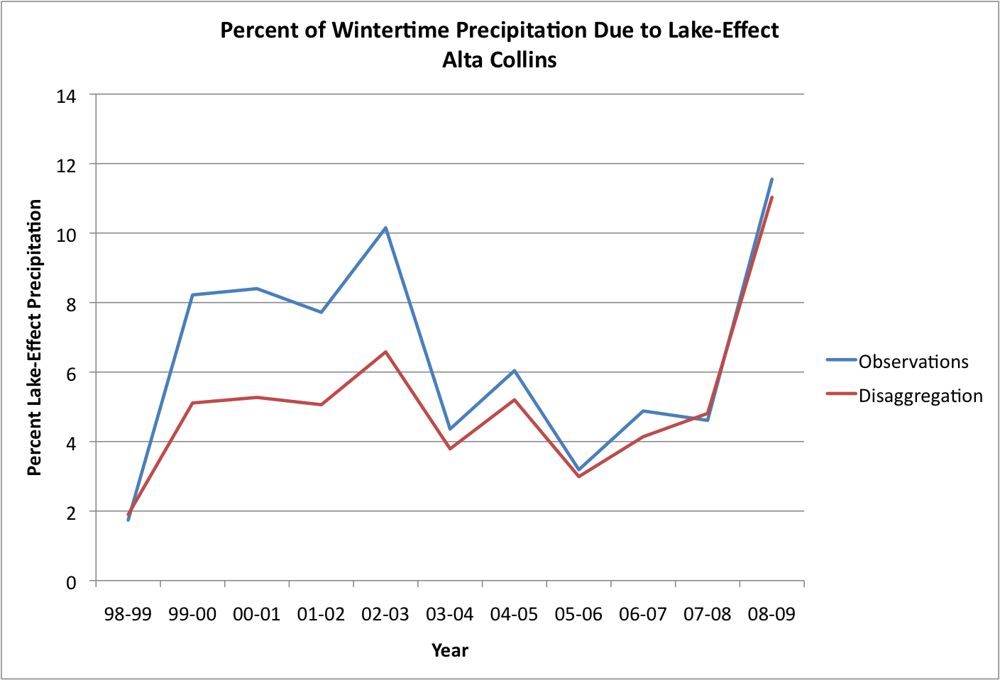 Percent of Wintertime Precipitation Due to Lake-Effect
Alta Collins
14
12
10
8
6
4
2
0
Percent Lake-Effect Precipitation
98-99 99-00 00-01 01-02 02-03 03-04 04-05 05-06 06-07 07-08 08-09
Year
Observations
Disaggregation